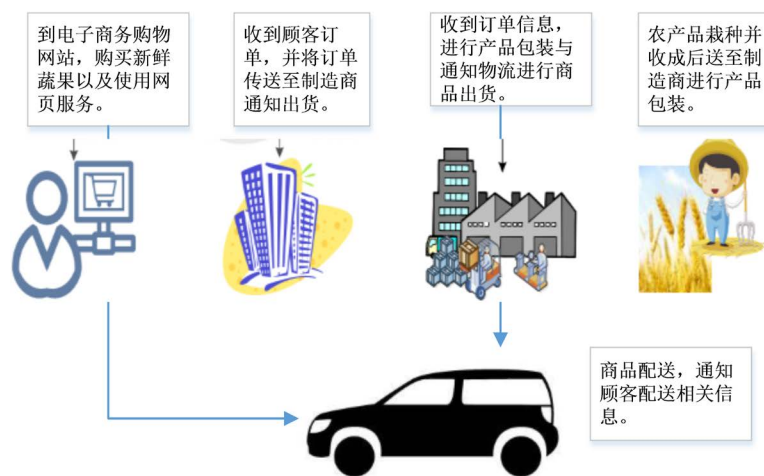 到电子商务购物
网站，购买新鲜
蔬果以及使用网
页服务。
收到顾客订
单，并将订单
传送至制造商
通知出货。
收到订单信息，
进行产品包装与
通知物流进行商
品出货。
农产品栽种并
收成后送至制
造商进行产品
包装。
商品配送，通知
顾客配送相关信
息。